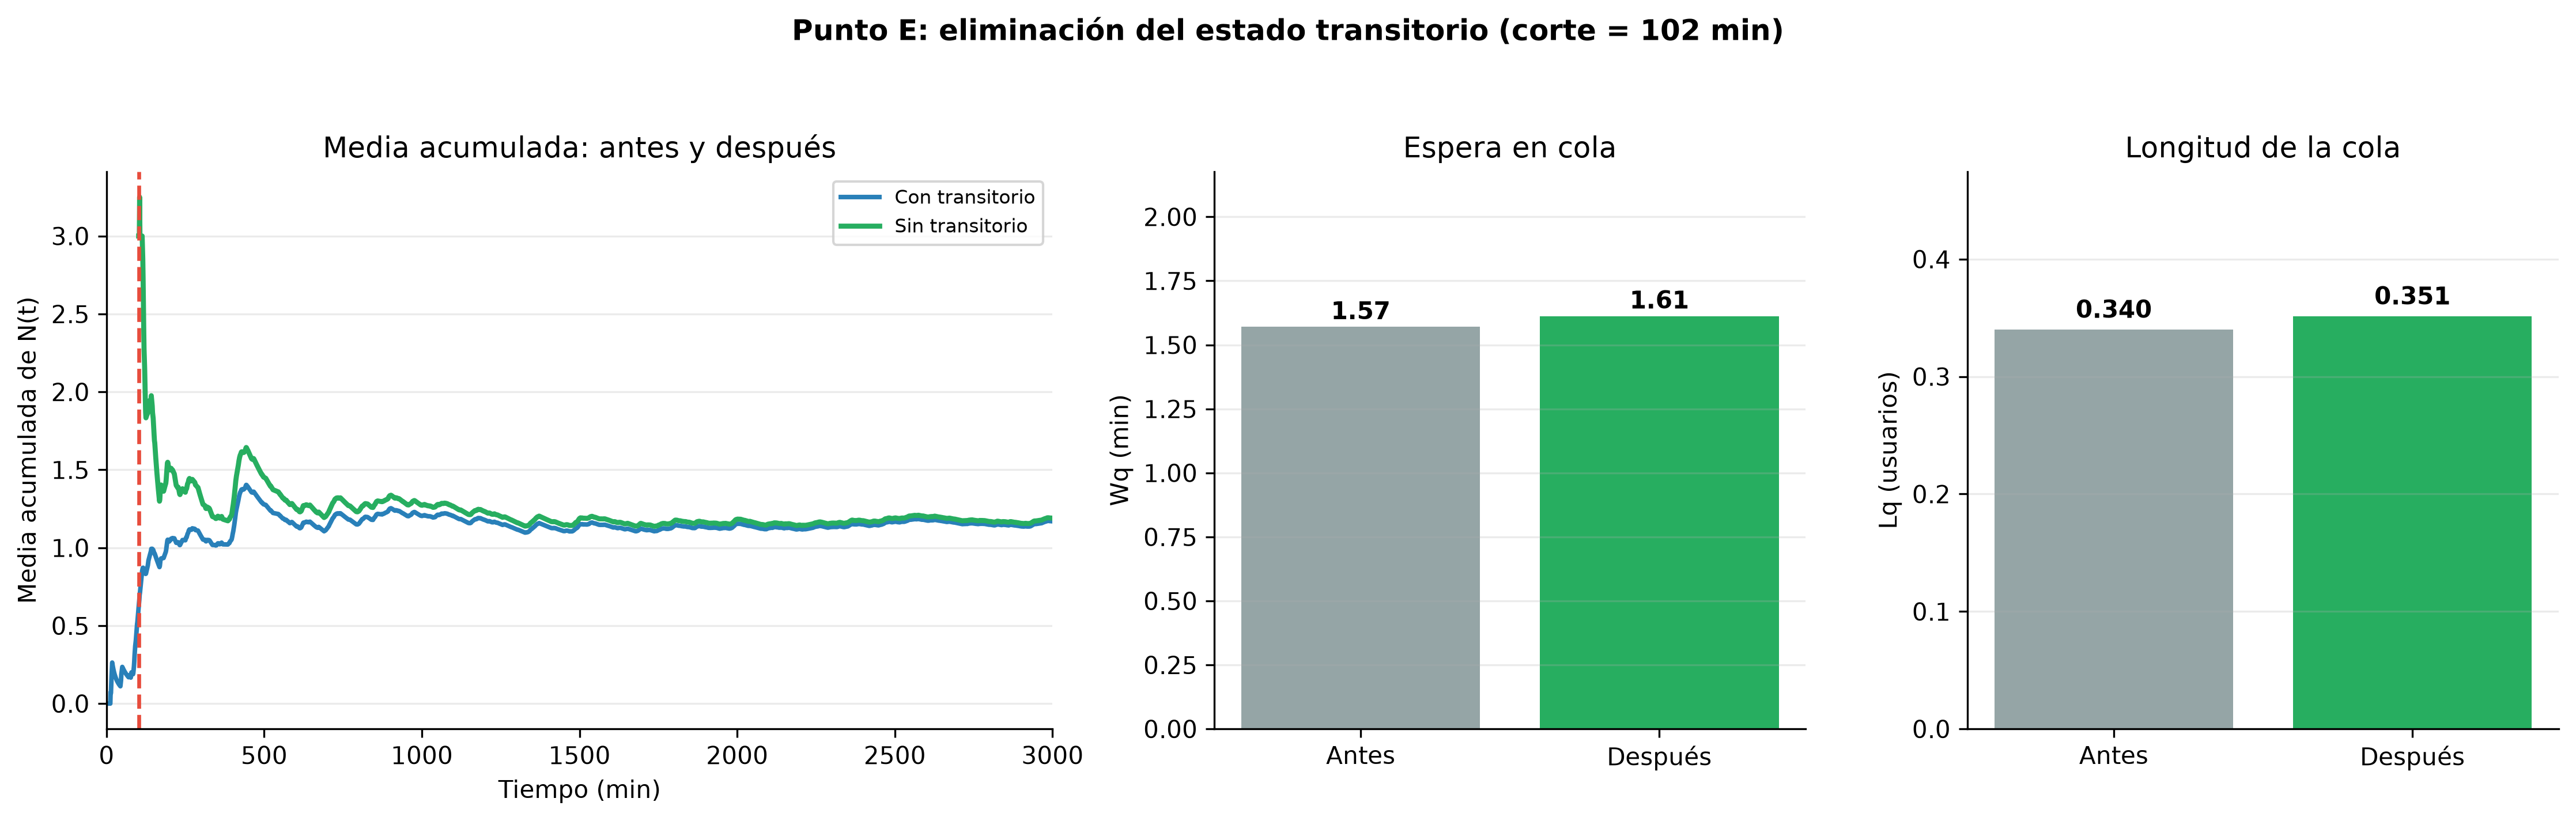 Punto E: eliminación del estado transitorio (corte = 102 min)
Media acumulada: antes y después
Media acumulada de N(t)
3.0
2.5
2.0
1.5
1.0
0.5
0.0
0 500 1000 1500 2000 2500 3000
Tiempo (min)
Con transitorio
Sin transitorio
Espera en cola
Wq (min)
2.00
1.75
1.50
1.25
1.00
0.75
0.50
0.25
0.00
1.57
1.61
Antes Después
Longitud de la cola
Lq (usuarios)
0.4
0.3
0.2
0.1
0.0
0.340
0.351
Antes Después